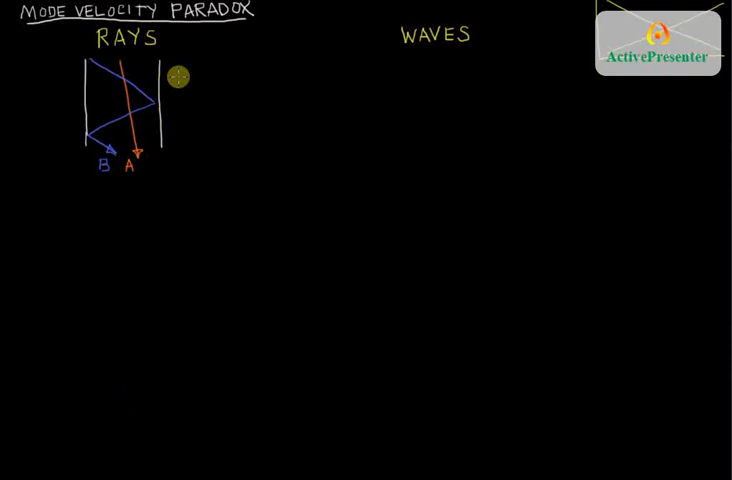 MODE VELOCITY PARADOX
RAYS
WAVES
ActivePresenter
B A